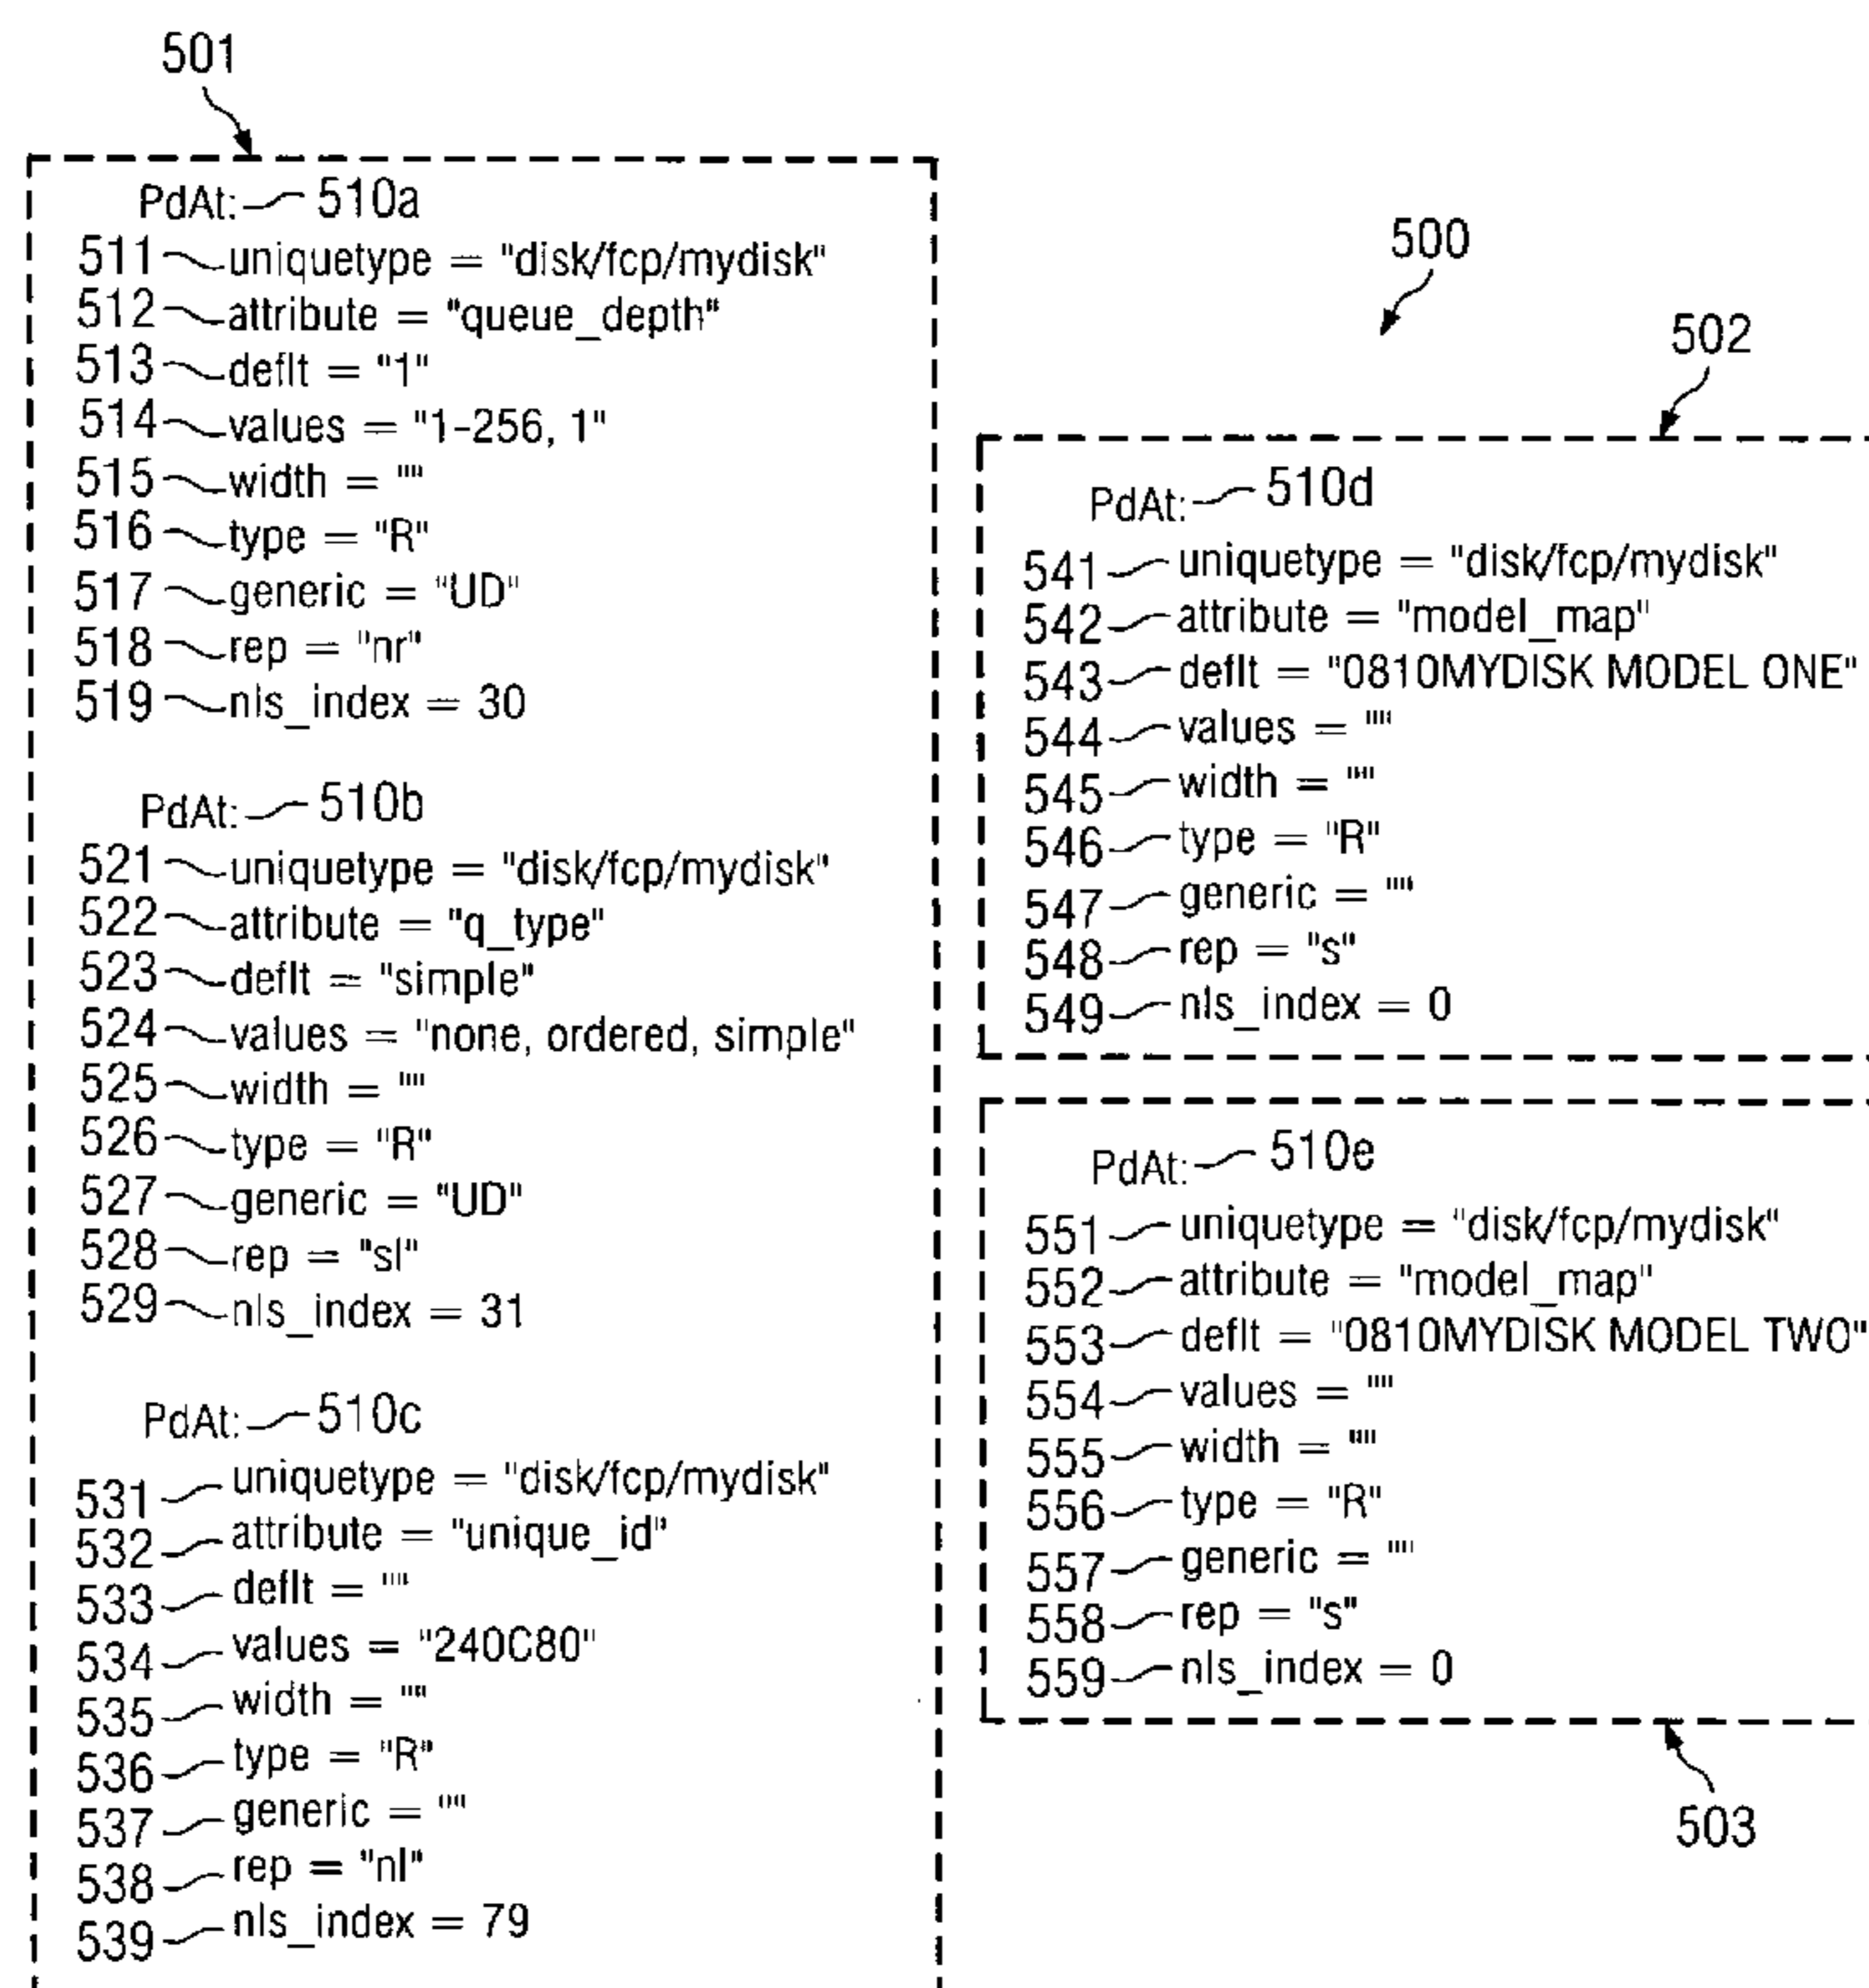 501
PdAt: 510a
511 uniquetype = "disk/fcp/mydisk"
512 attribute = "queue_depth"
513 deflt = "1"
514 values = "1-256, 1"
515 width = ""
516 type = "R"
517 generic = "UD"
518 rep = "nr"
519 nls_index = 30
PdAt: 510b
521 uniquetype = "disk/fcp/mydisk"
522 attribute = "q_type"
523 deflt = "simple"
524 values = "none, ordered, simple"
525 width = ""
526 type = "R"
527 generic = "UD"
528 rep = "sl"
529 nls_index = 31
PdAt: 510c
531 uniquetype = "disk/fcp/mydisk"
532 attribute = "unique_id"
533 deflt = ""
534 values = "240C80"
535 width = ""
536 type = "R"
537 generic = ""
538 rep = "nl"
539 nls_index = 79
500
502
PdAt: 510d
541 uniquetype = "disk/fcp/mydisk"
542 attribute = "model_map"
543 deflt = "0810MYDISK MODEL ONE"
544 values = ""
545 width = ""
546 type = "R"
547 generic = ""
548 rep = "s"
549 nls_index = 0
PdAt: 510e
551 uniquetype = "disk/fcp/mydisk"
552 attribute = "model_map"
553 deflt = "0810MYDISK MODEL TWO"
554 values = ""
555 width = ""
556 type = "R"
557 generic = ""
558 rep = "s"
559 nls_index = 0
503